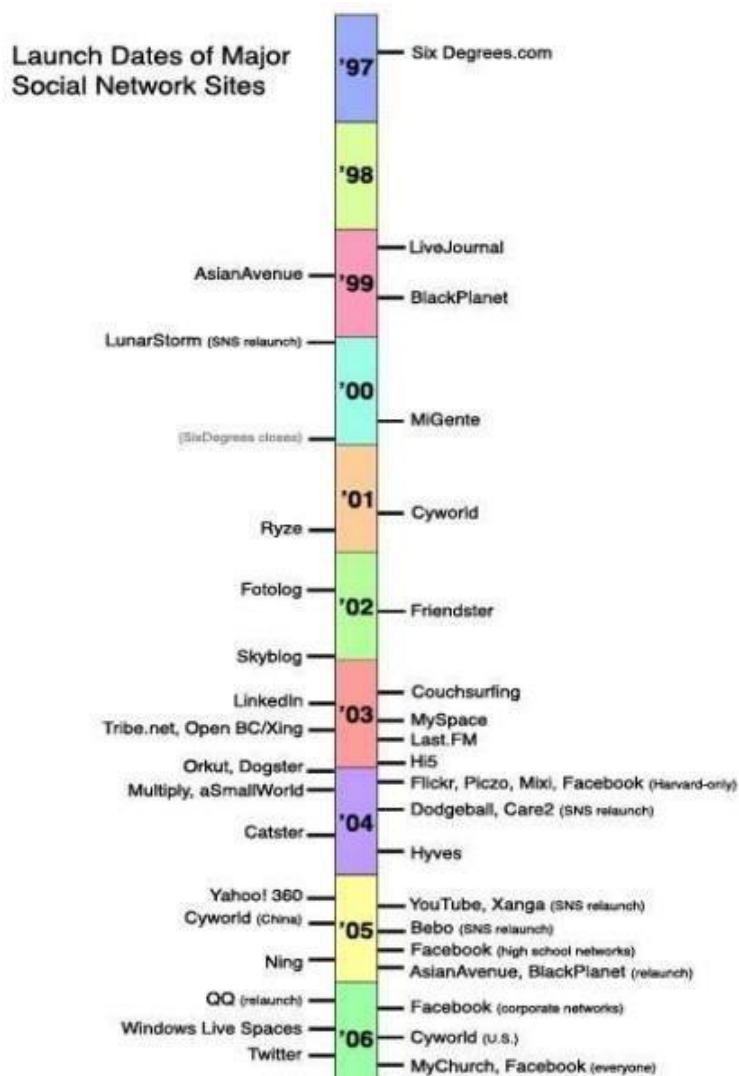 Launch Dates of Major
Social Network Sites
'97
Six Degrees.com
'98
'99
LiveJournal
AsianAvenue
BlackPlanet
LunarStorm (SNS relaunch)
'00
MiGente
(SixDegrees closes)
'01
Cyworld
Ryze
Fotolog
'02
Friendster
Skyblog
Couchsurfing
LinkedIn
'03
MySpace
Tribe.net, Open BC/Xing
Last.FM
Hi5
Orkut, Dogster
Flickr, Piczo, Mixi, Facebook (Harvard-only)
Multiply, aSmallWorld
Dodgeball, Care2 (SNS relaunch)
'04
Catster
Hyves
Yahoo! 360
YouTube, Xanga (SNS relaunch)
Cyworld (China)
'05
Bebo (SNS relaunch)
Facebook (high school networks)
Ning
AsianAvenue, BlackPlanet (relaunch)
QQ (relaunch)
Facebook (corporate networks)
Windows Live Spaces
'06
Cyworld (U.S.)
Twitter
MyChurch, Facebook (everyone)